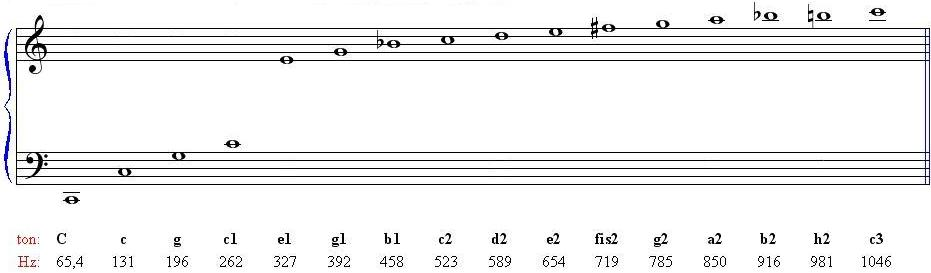 ton: C c g c1 e1 g1 b1 c2 d2 e2 fis2 g2 a2 b2 h2 c3
Hz: 65,4 131 196 262 327 392 458 523 589 654 719 785 850 916 981 1046